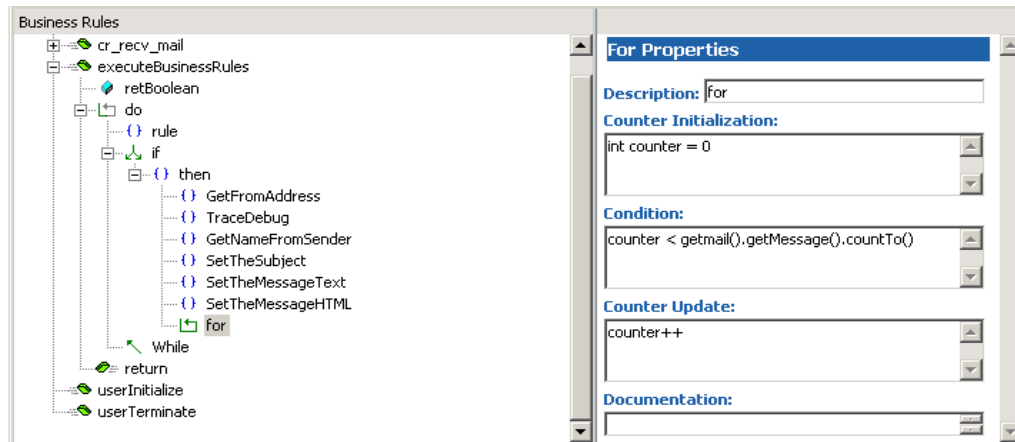 Business Rules
cr_recv_mail
executeBusinessRules
retBoolean
do
{} rule
if
{} then
{} GetFromAddress
{} TraceDebug
{} GetNameFromSender
{} SetTheSubject
{} SetTheMessageText
{} SetTheMessageHTML
for
While
return
userInitialize
userTerminate
For Properties
Description: for
Counter Initialization:
int counter = 0
Condition:
counter < getmail().getMessage().countTo()
Counter Update:
counter++
Documentation: